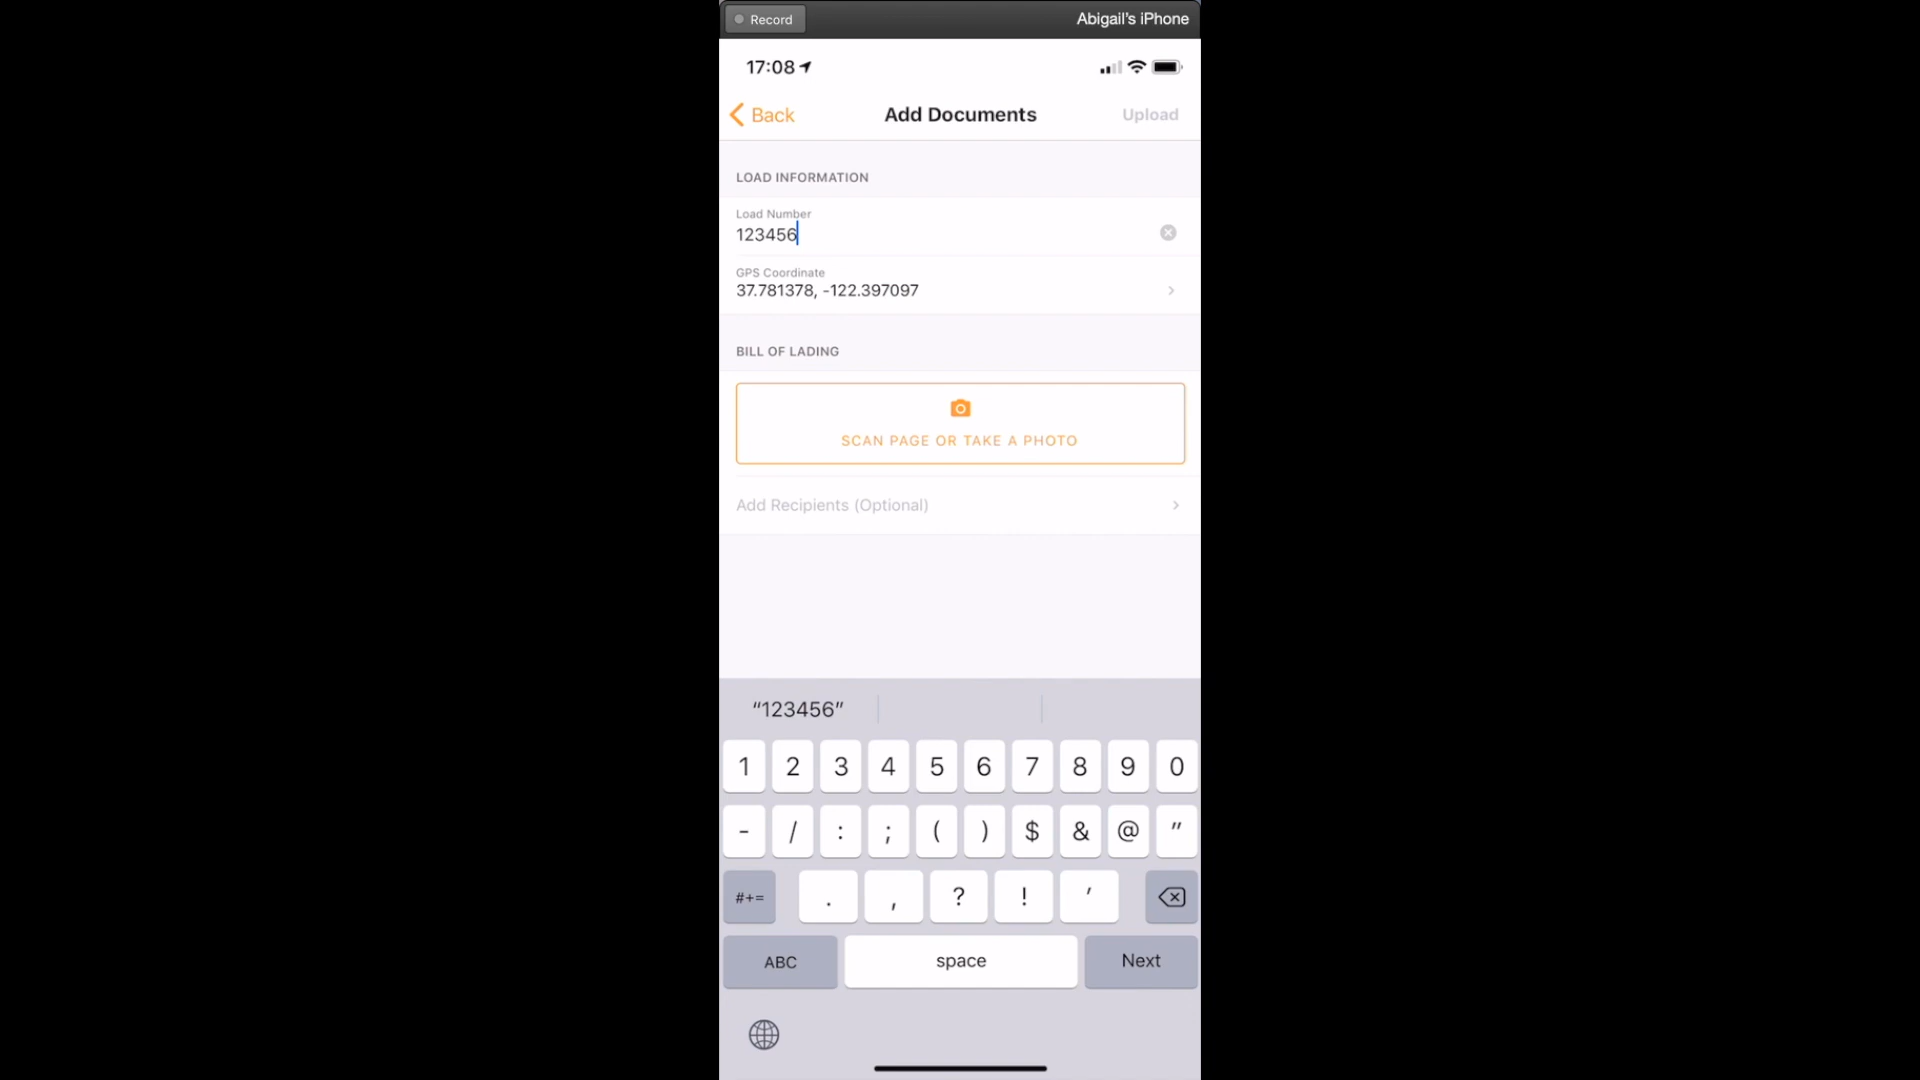 Record
Abigail's iPhone
17:08
Back
Add Documents
Upload
LOAD INFORMATION
Load Number
123456
GPS Coordinate
37.781378, -122.397097
BILL OF LADING
SCAN PAGE OR TAKE A PHOTO
Add Recipients (Optional)
“123456”
1 2 3 4 5 6 7 8 9 0
- / : ; ( ) $ & @ "
#+= . , ? ! '
ABC space Next